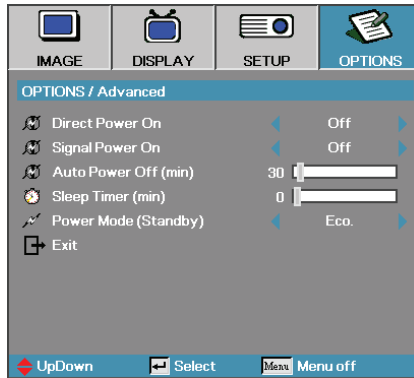 IMAGE DISPLAY SETUP OPTIONS
OPTIONS / Advanced
Direct Power On Off
Signal Power On Off
Auto Power Off (min) 30
Sleep Timer (min) 0
Power Mode (Standby) Eco.
Exit
UpDown Select Menu Menu off